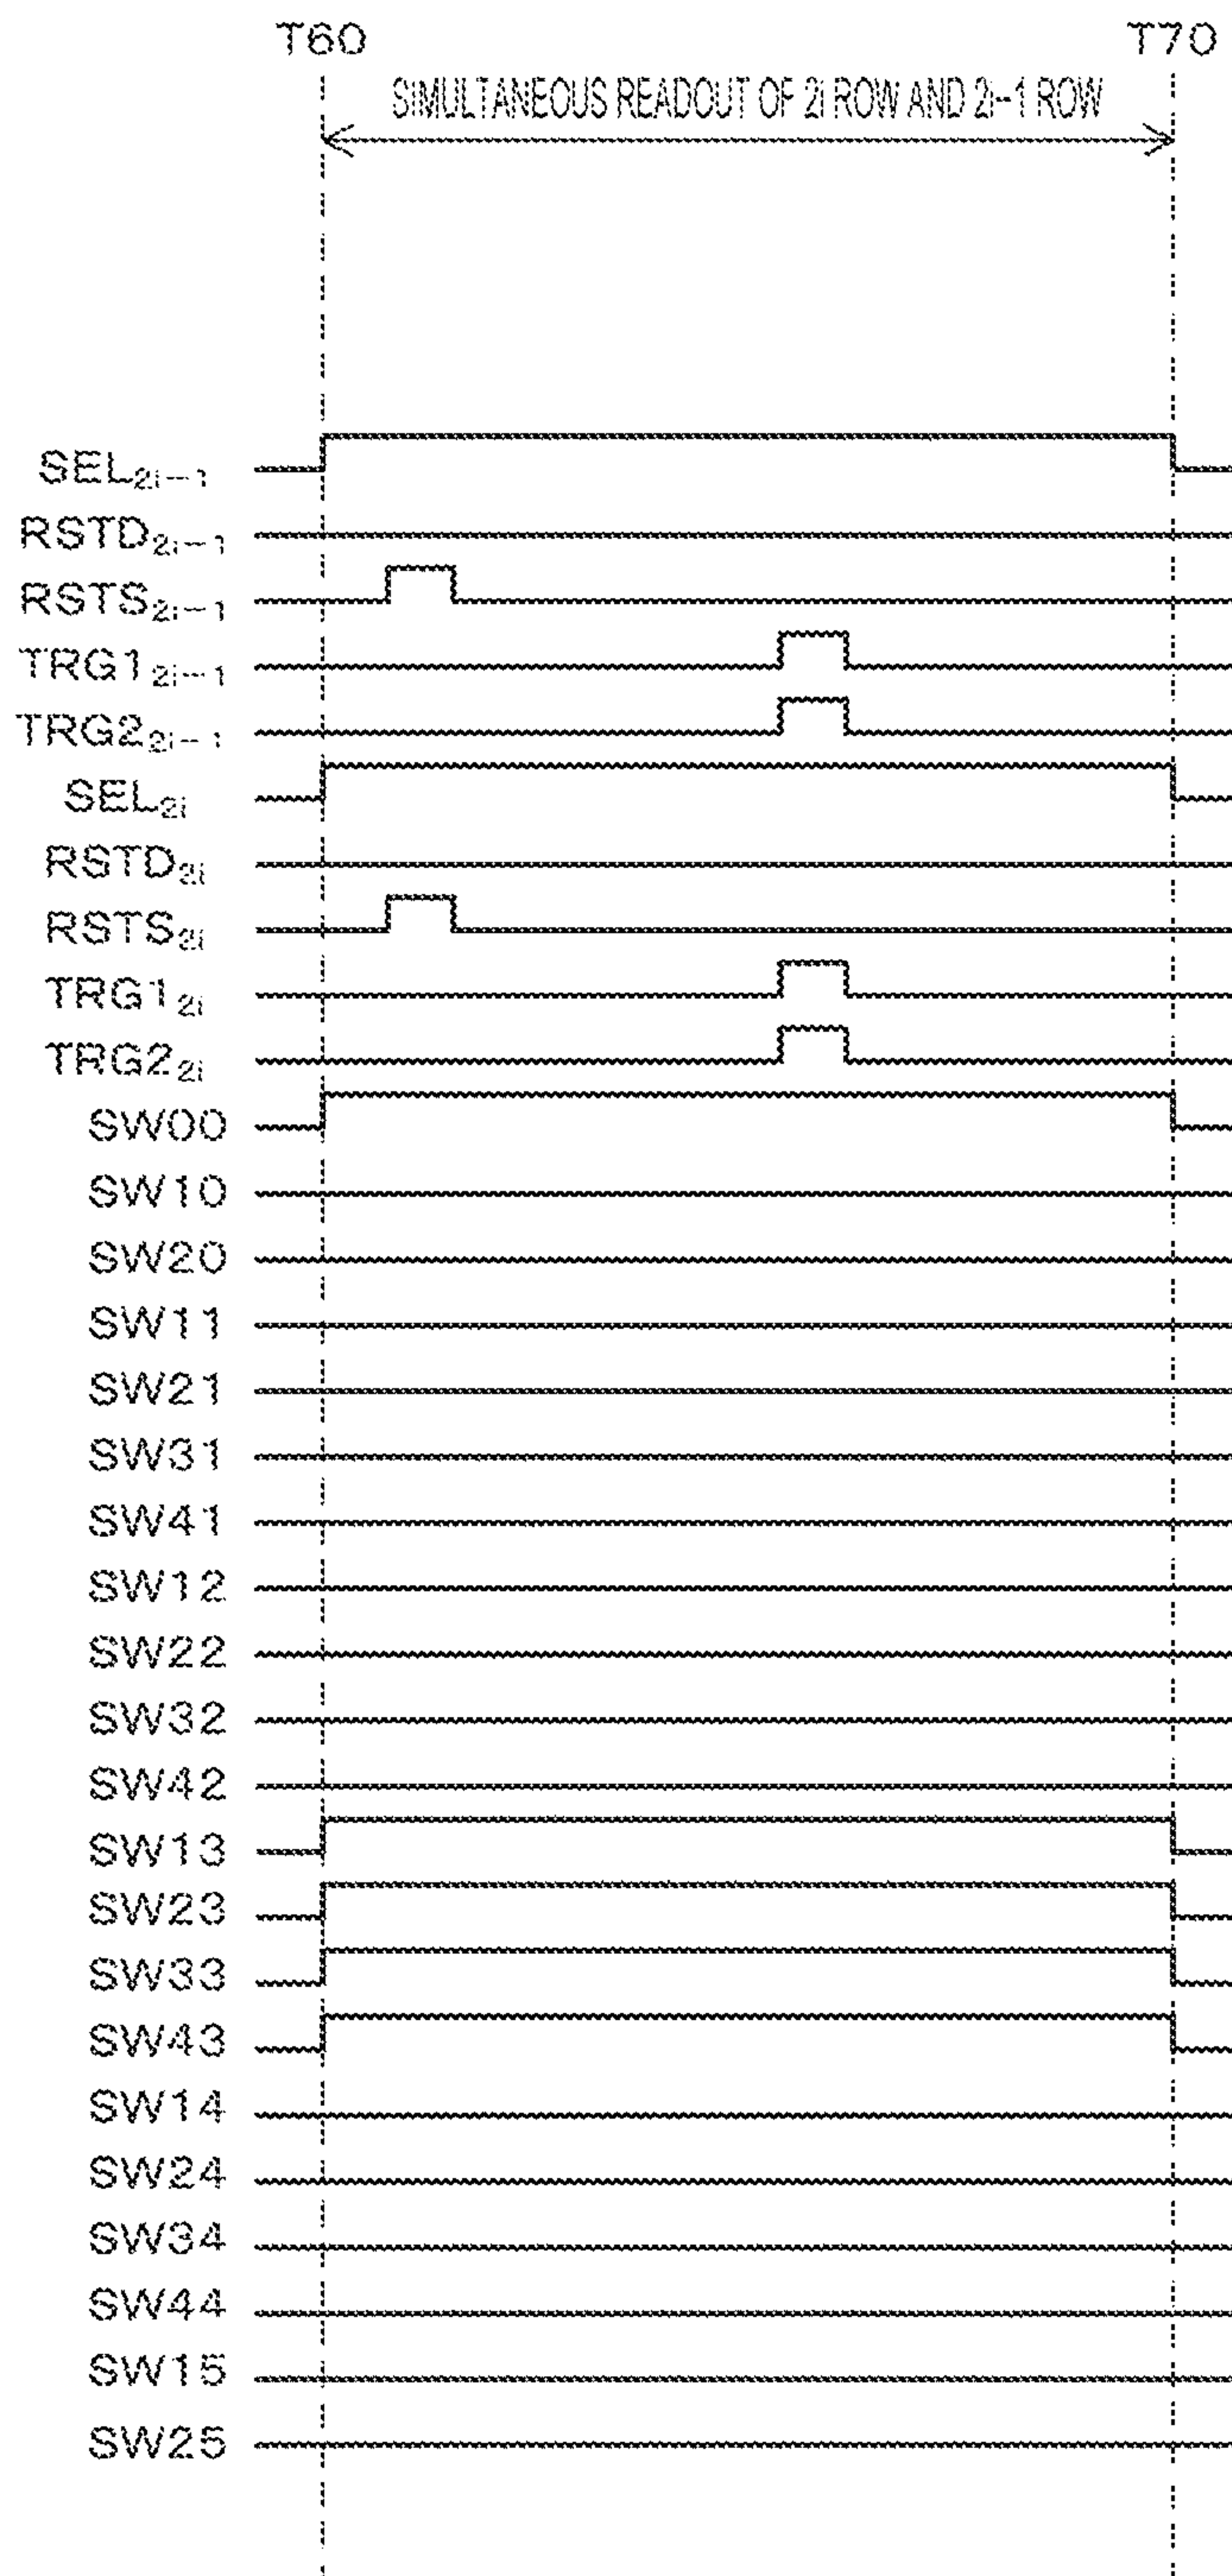 T60 T70
SIMULTANEOUS READOUT OF 2i ROW AND 2i-1 ROW
SEL2i-1
RSTD2i-1
RSTS2i-1
TRG12i-1
TRG22i-1
SEL2i
RSTD2i
RSTS2i
TRG12i
TRG22i
SW00
SW10
SW20
SW11
SW21
SW31
SW41
SW12
SW22
SW32
SW42
SW13
SW23
SW33
SW43
SW14
SW24
SW34
SW44
SW15
SW25